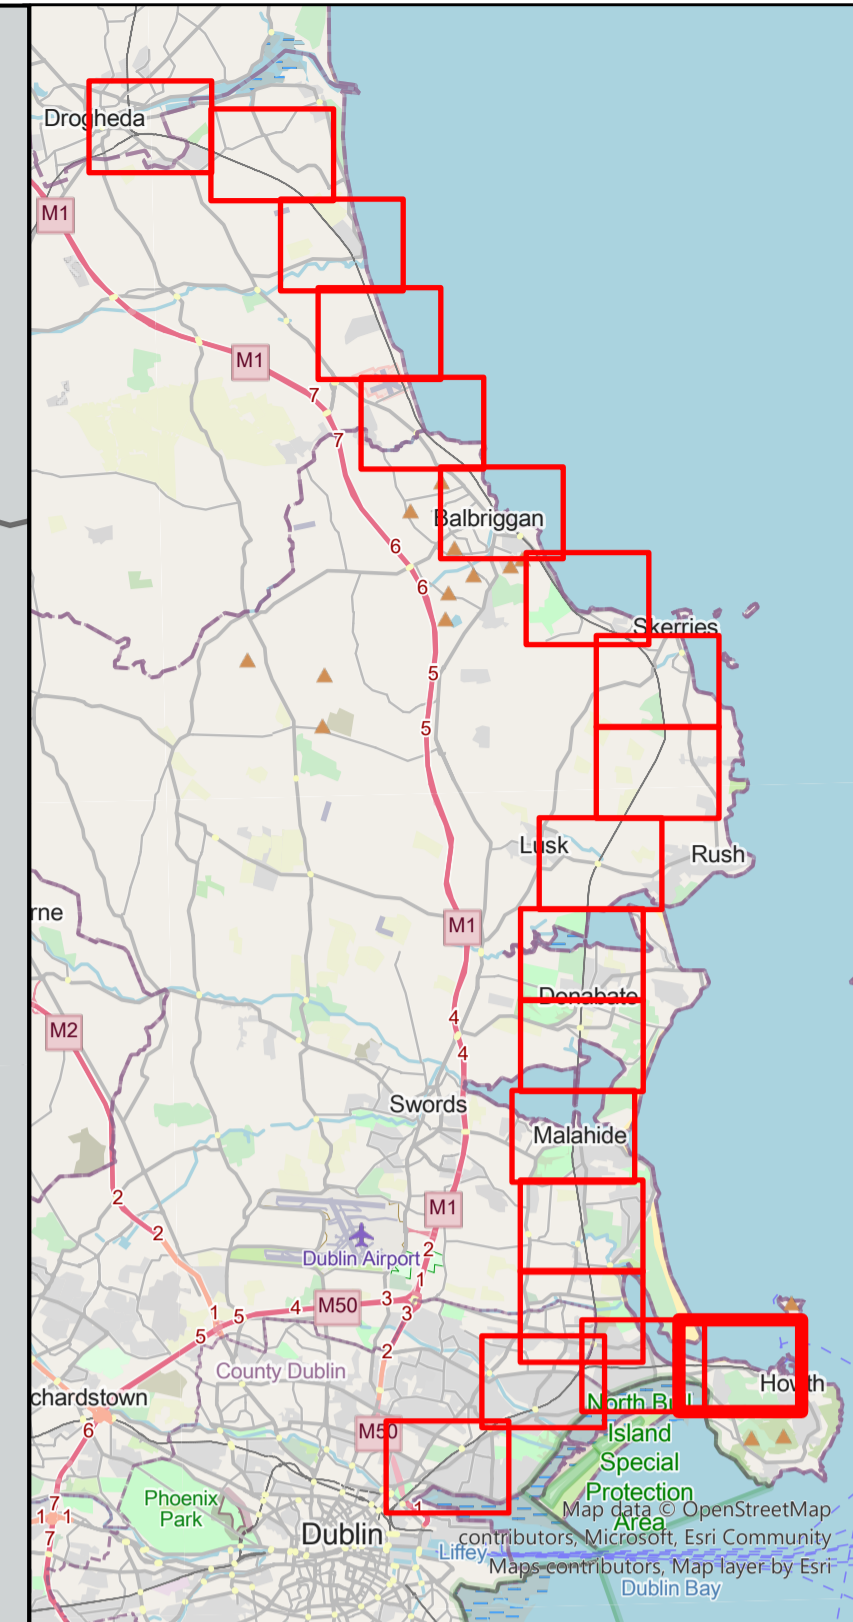 Drogheda
M1
M1
7
7
Balbriggan
6
6
Skerries
5
5
Lusk
Rush
rne
M1
Donabate
M2
4
4
Swords
Malahide
2
M1
2
Dublin Airport
2
1
M50
3
3
4
5
1
5
2
County Dublin
chardstown
Howth
North Bull
Island
Special
Protection
Area
M50
6
Phoenix
Park
7
1
1
7
1
Dublin
Liffey
Map data © OpenStreetMap
contributors, Microsoft, Esri Community
Maps contributors, Map layer by Esri
Dublin Bay